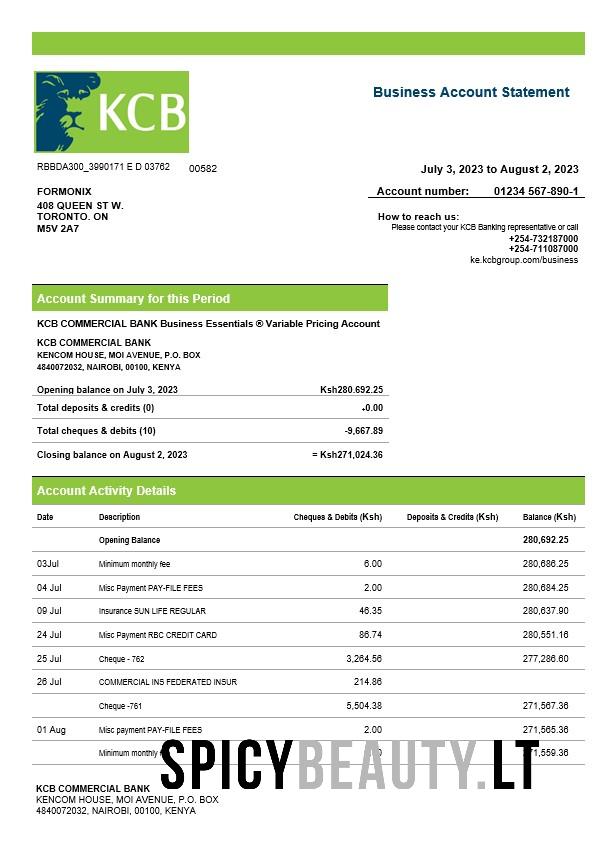 KCB
Business Account Statement
RBBDA300_3990171 E D 03762 00582
July 3, 2023 to August 2, 2023
FORMONIX
Account number: 01234 567-890-1
408 QUEEN ST W.
TORONTO. ON
M5V 2A7
How to reach us:
Please contact your KCB Banking representative or call
+254-732187000
+254-711087000
ke.kcbgroup.com/business
Account Summary for this Period
KCB COMMERCIAL BANK Business Essentials ® Variable Pricing Account
KCB COMMERCIAL BANK
KENCOM HOUSE, MOI AVENUE, P.O. BOX
4840072032, NAIROBI, 00100, KENYA
Opening balance on July 3, 2023 Ksh280.692.25
Total deposits & credits (0) +0.00
Total cheques & debits (10) -9,667.89
Closing balance on August 2, 2023 = Ksh271,024.36
Account Activity Details
Date Description Cheques & Debits (Ksh) Deposits & Credits (Ksh) Balance (Ksh)
Opening Balance 280,692.25
03Jul Minimum monthly fee 6.00 280,686.25
04 Jul Misc Payment PAY-FILE FEES 2.00 280,684.25
09 Jul Insurance SUN LIFE REGULAR 46.35 280,637.90
24 Jul Misc Payment RBC CREDIT CARD 86.74 280,551.16
25 Jul Cheque - 762 3,264.56 277,286.60
26 Jul COMMERCIAL INS FEDERATED INSUR 214.86
Cheque -761 5,504.38 271,567.36
01 Aug Misc payment PAY-FILE FEES 2.00 271,565.36
Minimum monthly
SPICYBEAUTY.LT
KCB COMMERCIAL BANK
KENCOM HOUSE, MOI AVENUE, P.O. BOX
4840072032, NAIROBI, 00100, KENYA